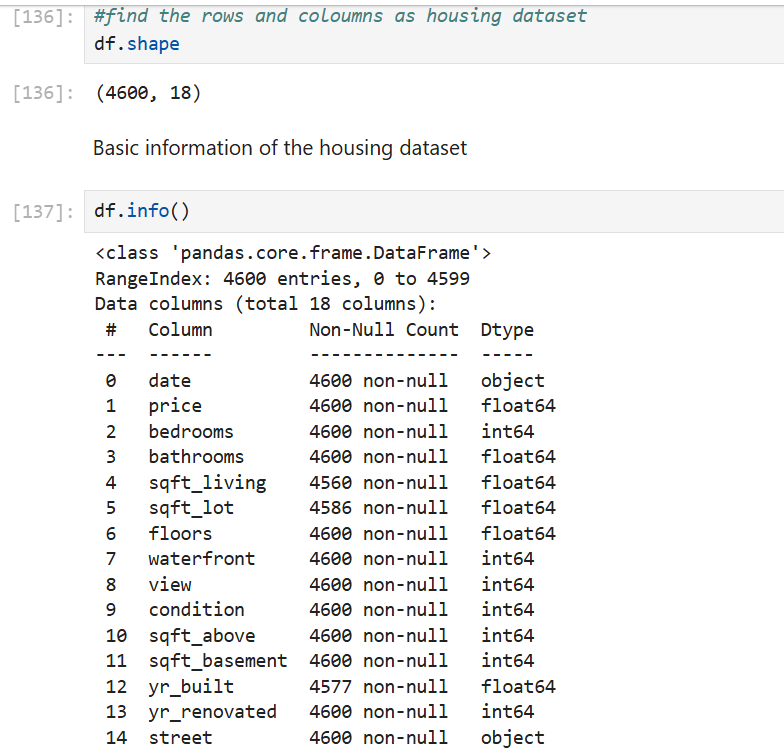 [136]: #find the rows and coloumns as housing dataset
df.shape
[136]: (4600, 18)
Basic information of the housing dataset
[137]: df.info()
<class 'pandas.core.frame.DataFrame'>
RangeIndex: 4600 entries, 0 to 4599
Data columns (total 18 columns):
#   Column         Non-Null Count  Dtype
---  ------         --------------  -----
0   date           4600 non-null   object
1   price          4600 non-null   float64
2   bedrooms       4600 non-null   int64
3   bathrooms      4600 non-null   float64
4   sqft_living    4560 non-null   float64
5   sqft_lot       4586 non-null   float64
6   floors         4600 non-null   float64
7   waterfront     4600 non-null   int64
8   view           4600 non-null   int64
9   condition      4600 non-null   int64
10  sqft_above     4600 non-null   int64
11  sqft_basement  4600 non-null   int64
12  yr_built       4577 non-null   float64
13  yr_renovated   4600 non-null   int64
14  street         4600 non-null   object